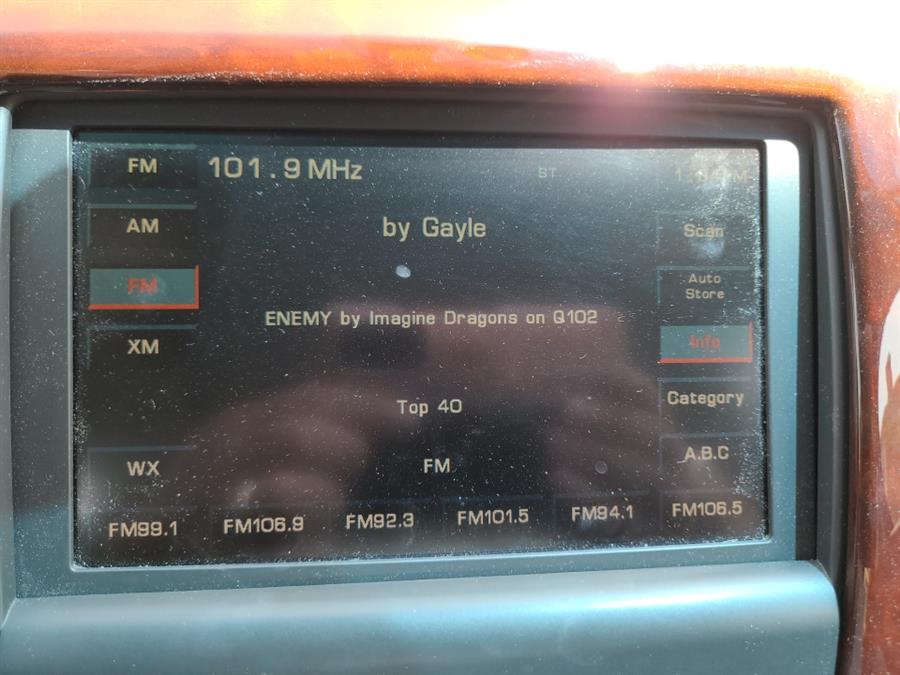 FM
101.9 MHz
ST
AM
by Gayle
Scan
FM
Auto
Store
ENEMY by Imagine Dragons on Q102
XM
Info
Top 40
Category
WX
FM
A.B.C
FM99.1
FM106.9
FM92.3
FM101.5
FM94.1
FM106.5